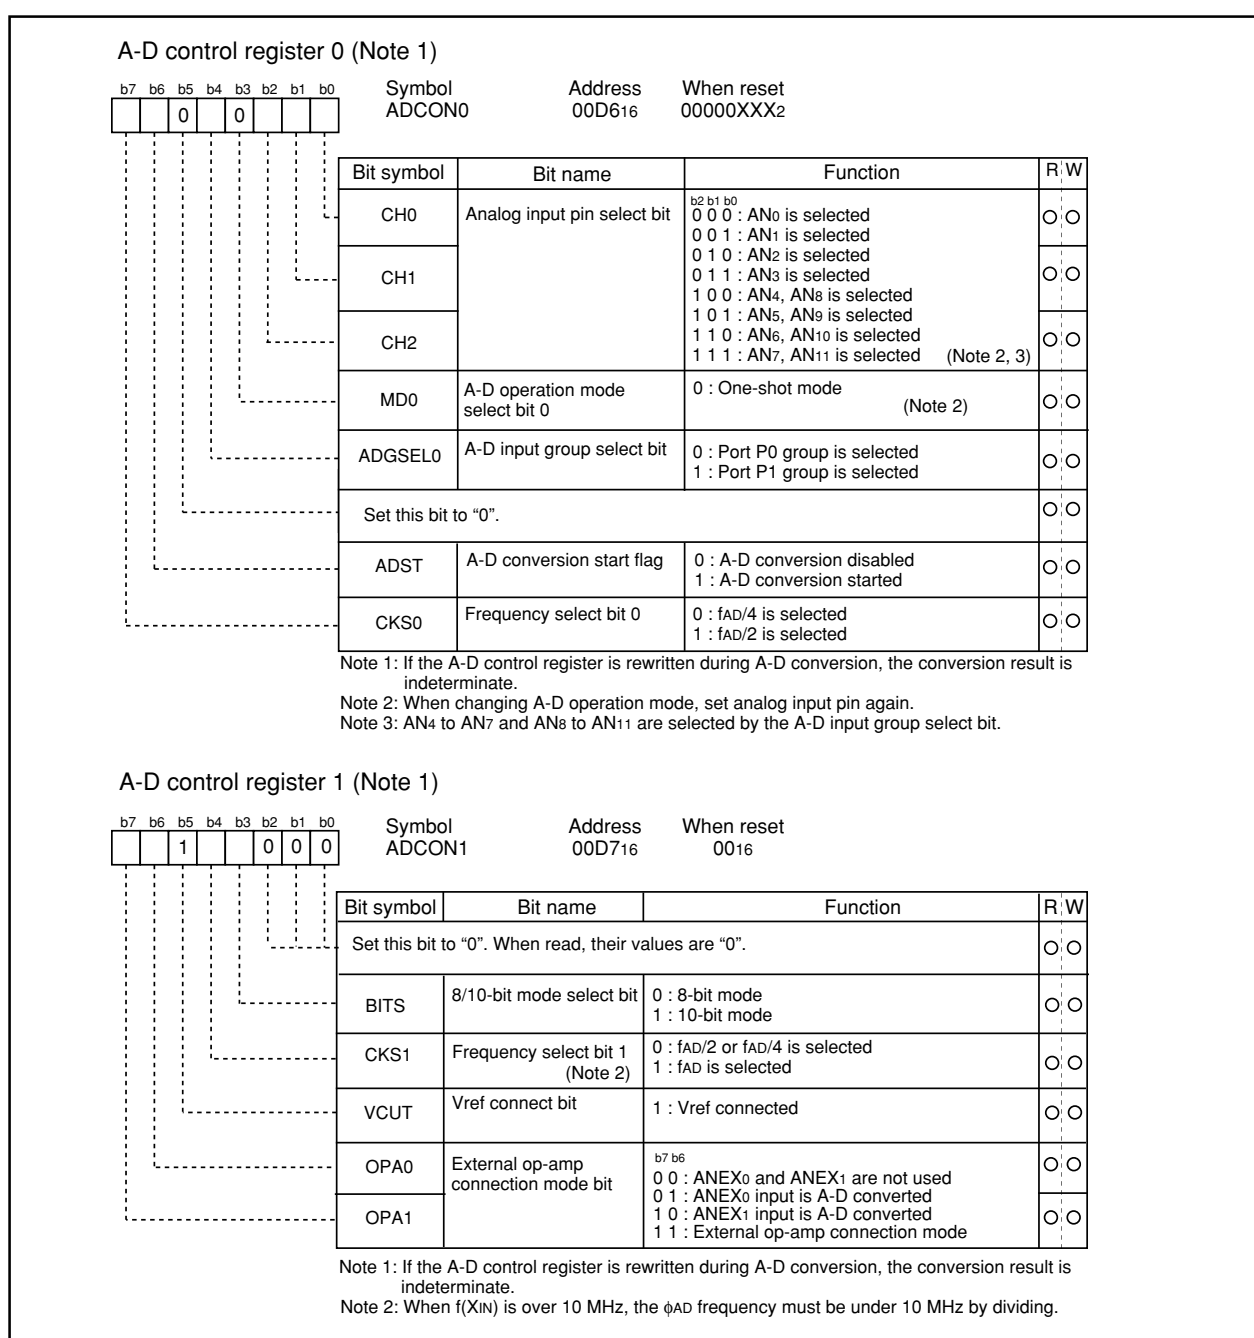 A-D control register 0 (Note 1)
b7 b6 b5 b4 b3 b2 b1 b0
0 0
Symbol Address When reset
ADCON0 00D616 00000XXX2
Bit symbol Bit name Function R W
CH0 Analog input pin select bit
b2 b1 b0
0 0 0 : AN0 is selected
0 0 1 : AN1 is selected
0 1 0 : AN2 is selected
CH1
0 1 1 : AN3 is selected
1 0 0 : AN4, AN8 is selected
1 0 1 : AN5, AN9 is selected
CH2
1 1 0 : AN6, AN10 is selected
1 1 1 : AN7, AN11 is selected (Note 2, 3)
MD0 A-D operation mode
select bit 0
0 : One-shot mode
(Note 2)
ADGSEL0 A-D input group select bit
0 : Port P0 group is selected
1 : Port P1 group is selected
Set this bit to “0”.
ADST A-D conversion start flag
0 : A-D conversion disabled
1 : A-D conversion started
CKS0 Frequency select bit 0
0 : fAD/4 is selected
1 : fAD/2 is selected
Note 1: If the A-D control register is rewritten during A-D conversion, the conversion result is
indeterminate.
Note 2: When changing A-D operation mode, set analog input pin again.
Note 3: AN4 to AN7 and AN8 to AN11 are selected by the A-D input group select bit.
A-D control register 1 (Note 1)
b7 b6 b5 b4 b3 b2 b1 b0
1 0 0 0
Symbol Address When reset
ADCON1 00D716 0016
Bit symbol Bit name Function R W
Set this bit to “0”. When read, their values are “0”.
BITS 8/10-bit mode select bit
0 : 8-bit mode
1 : 10-bit mode
CKS1 Frequency select bit 1
(Note 2)
0 : fAD/2 or fAD/4 is selected
1 : fAD is selected
VCUT Vref connect bit
1 : Vref connected
OPA0 External op-amp
connection mode bit
b7 b6
0 0 : ANEX0 and ANEX1 are not used
0 1 : ANEX0 input is A-D converted
OPA1
1 0 : ANEX1 input is A-D converted
1 1 : External op-amp connection mode
Note 1: If the A-D control register is rewritten during A-D conversion, the conversion result is
indeterminate.
Note 2: When f(XIN) is over 10 MHz, the ϕAD frequency must be under 10 MHz by dividing.